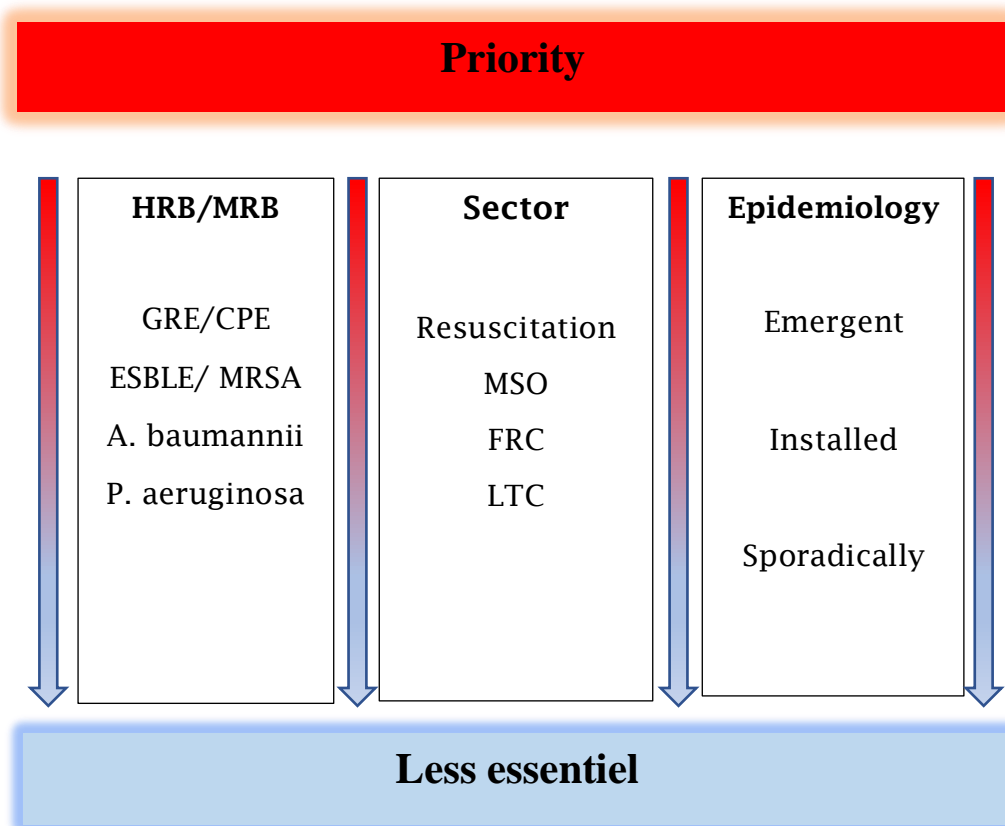 Priority
HRB/MRB
GRE/CPE
ESBLE/ MRSA
A. baumannii
P. aeruginosa
Sector
Resuscitation
MSO
FRC
LTC
Epidemiology
Emergent
Installed
Sporadically
Less essentiel